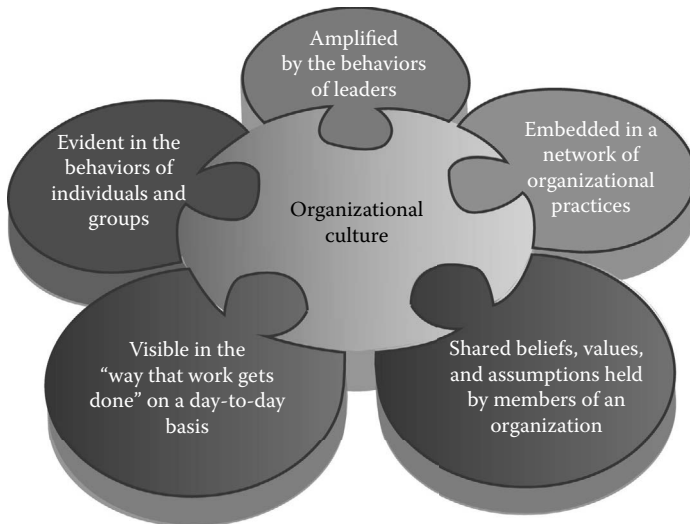 Amplified
by the behaviors
of leaders
Evident in the
behaviors of
individuals and
groups
Embedded in a
network of
organizational
practices
Organizational
culture
Visible in the
“way that work gets
done” on a day-to-day
basis
Shared beliefs, values,
and assumptions held
by members of an
organization